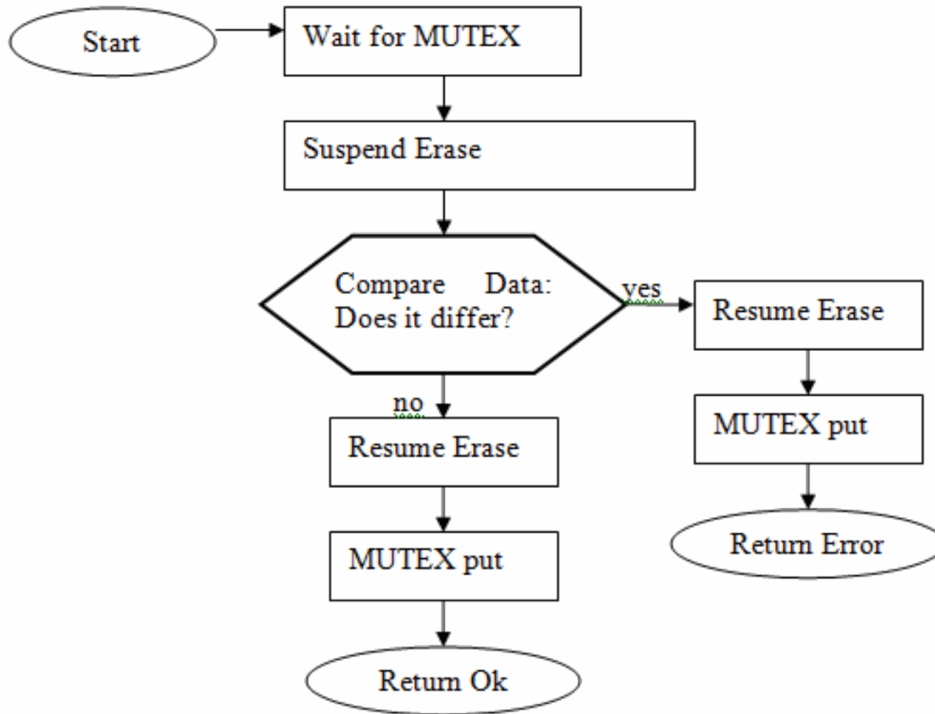 Start
Wait for MUTEX
Suspend Erase
Compare Data:
Does it differ?
yes
Resume Erase
MUTEX put
Return Error
no
Resume Erase
MUTEX put
Return Ok